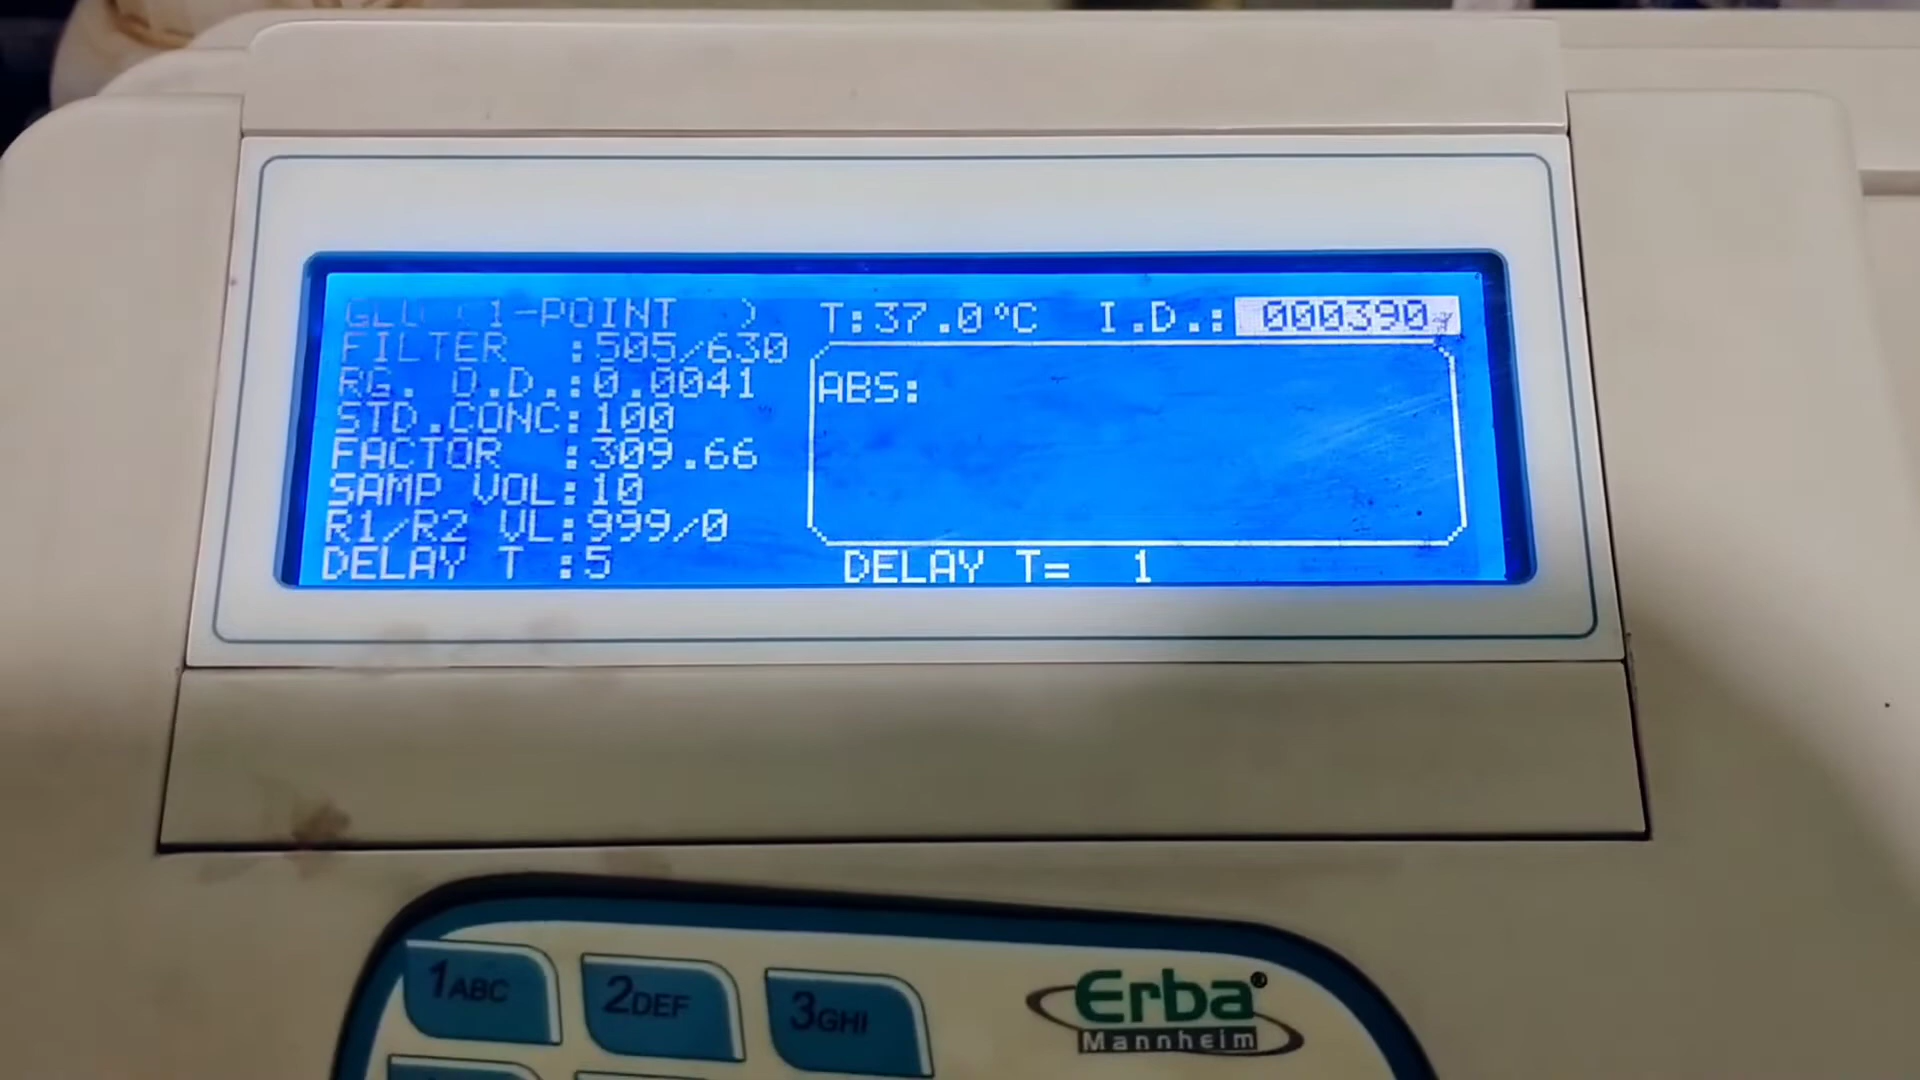 GLU (1-POINT )
FILTER :505/630
RG. O.D.:0.0041
STD.CONC:100
FACTOR :309.66
SAMP VOL:10
R1/R2 VL:999/0
DELAY T :5
T:37.0°C I.D.: 000390
ABS:
DELAY T= 1
1ABC
2DEF
3GHI
Erba®
Mannheim